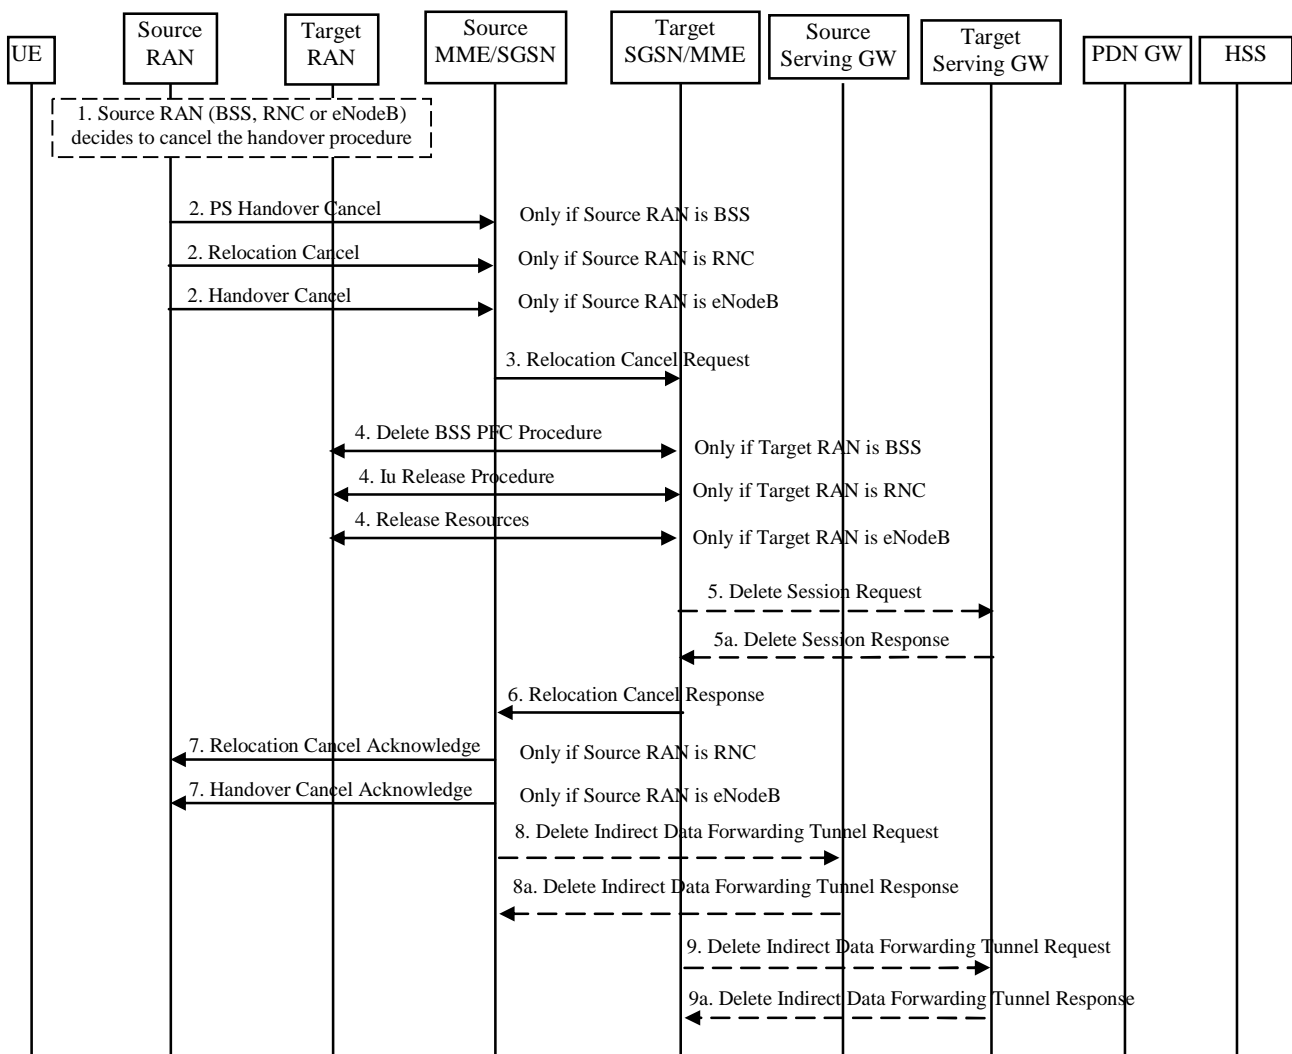 UE
Source
RAN
Target
RAN
Source
MME/SGSN
Target
SGSN/MME
Source
Serving GW
Target
Serving GW
PDN GW
HSS
1. Source RAN (BSS, RNC or eNodeB)
decides to cancel the handover procedure
2. PS Handover Cancel
Only if Source RAN is BSS
2. Relocation Cancel
Only if Source RAN is RNC
2. Handover Cancel
Only if Source RAN is eNodeB
3. Relocation Cancel Request
4. Delete BSS PFC Procedure
Only if Target RAN is BSS
4. Iu Release Procedure
Only if Target RAN is RNC
4. Release Resources
Only if Target RAN is eNodeB
5. Delete Session Request
5a. Delete Session Response
6. Relocation Cancel Response
7. Relocation Cancel Acknowledge
Only if Source RAN is RNC
7. Handover Cancel Acknowledge
Only if Source RAN is eNodeB
8. Delete Indirect Data Forwarding Tunnel Request
8a. Delete Indirect Data Forwarding Tunnel Response
9. Delete Indirect Data Forwarding Tunnel Request
9a. Delete Indirect Data Forwarding Tunnel Response